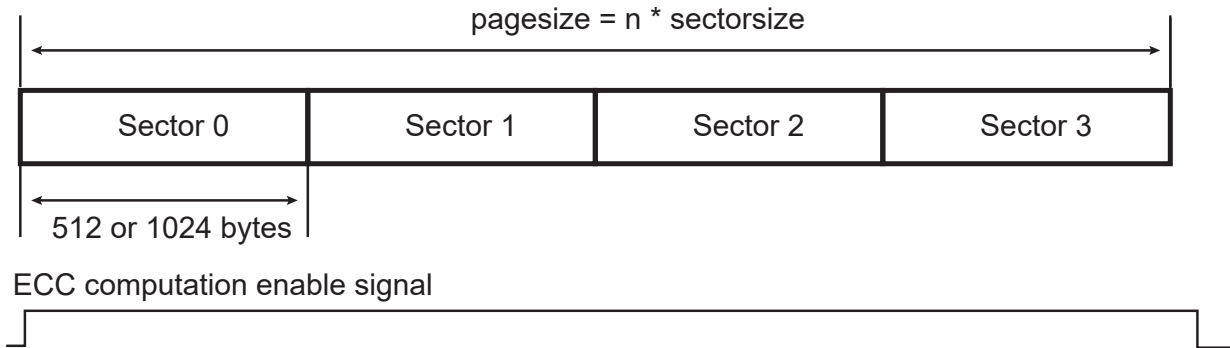 pagesize = n * sectorsize
Sector 0 Sector 1 Sector 2 Sector 3
512 or 1024 bytes
ECC computation enable signal